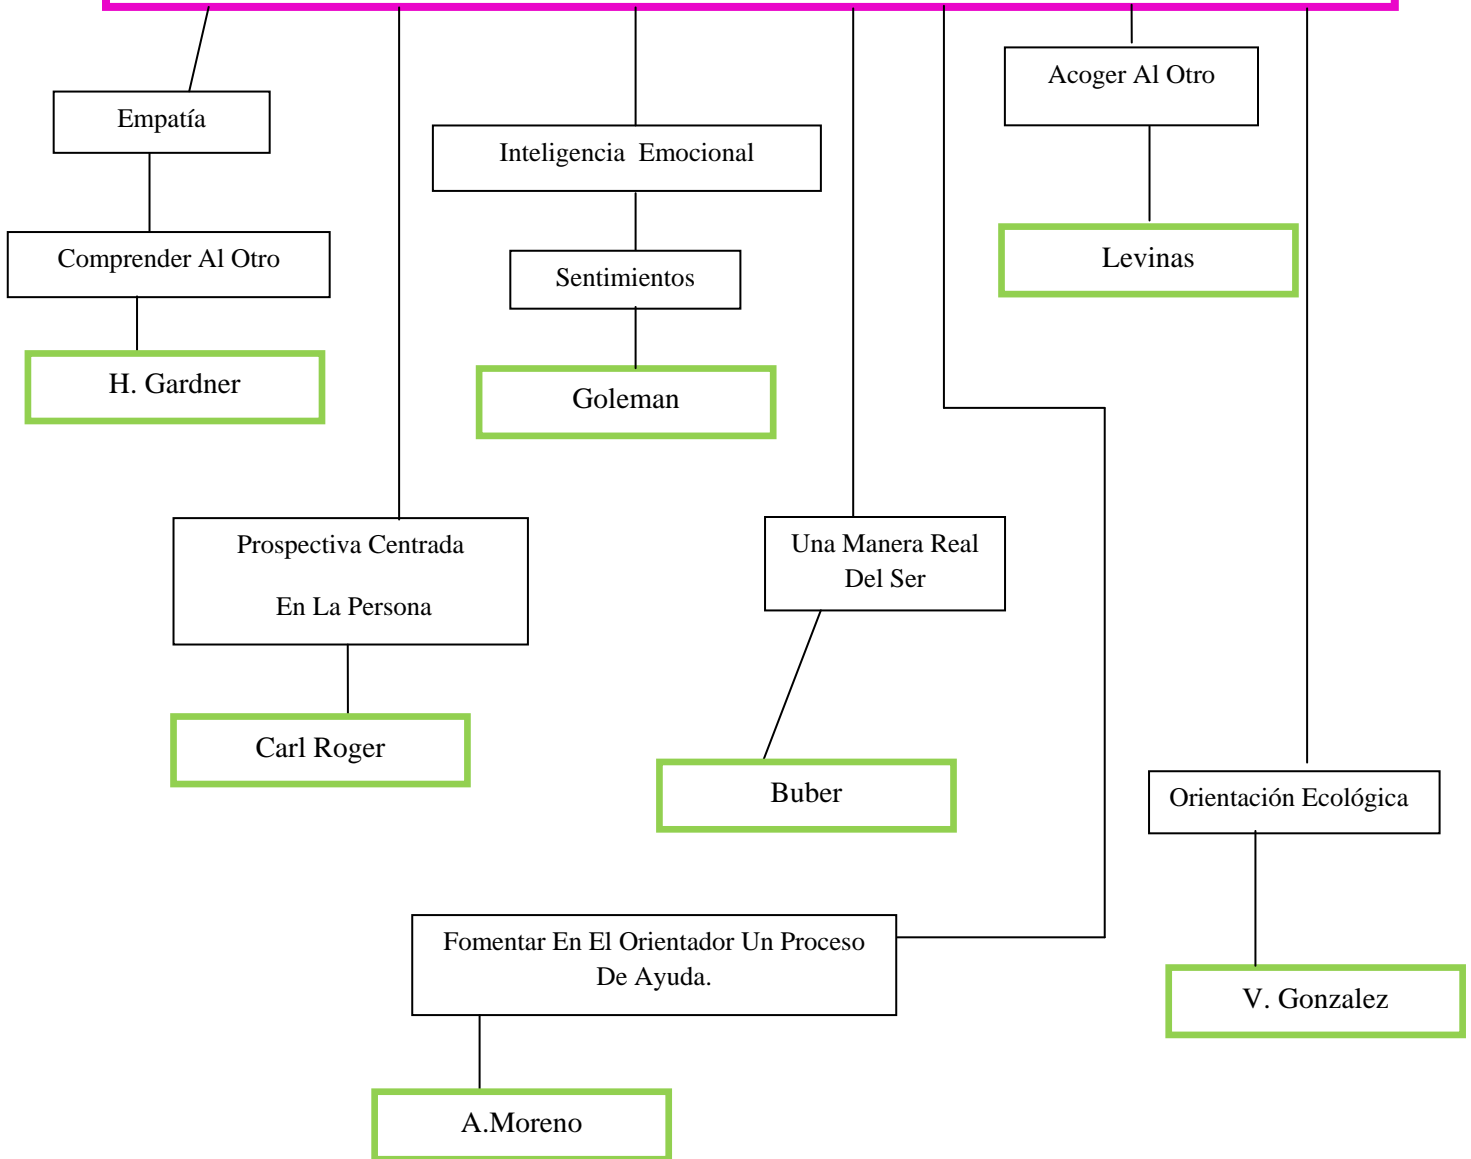 Acoger Al Otro
Empatía
Inteligencia Emocional
Comprender Al Otro
Levinas
Sentimientos
H. Gardner
Goleman
Prospectiva Centrada
En La Persona
Una Manera Real
Del Ser
Carl Roger
Buber
Orientación Ecológica
Fomentar En El Orientador Un Proceso
De Ayuda.
V. Gonzalez
A.Moreno